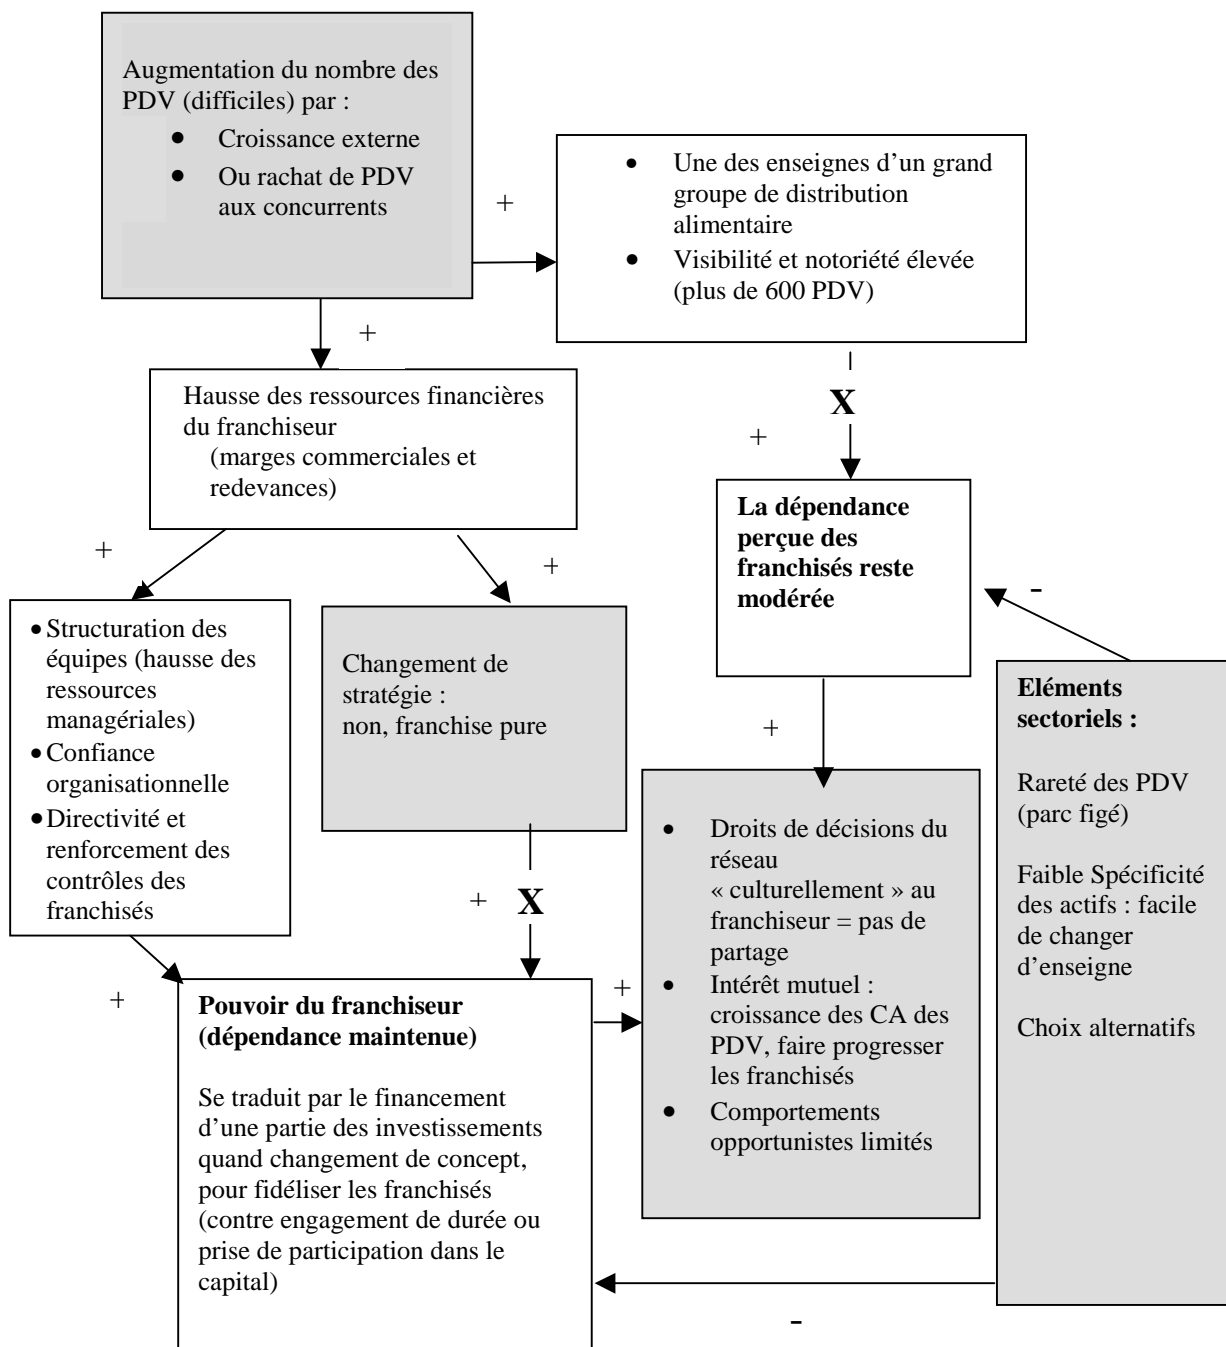 Augmentation du nombre des
PDV (difficiles) par :
• Croissance externe
• Ou rachat de PDV
aux concurrents
+
• Une des enseignes d’un grand
groupe de distribution
alimentaire
• Visibilité et notoriété élevée
(plus de 600 PDV)
+
Hausse des ressources financières
du franchiseur
(marges commerciales et
redevances)
X
+
La dépendance
perçue des
franchisés reste
modérée
+
+
-
• Structuration des
équipes (hausse des
ressources
managériales)
• Confiance
organisationnelle
• Directivité et
renforcement des
contrôles des
franchisés
Changement de
stratégie :
non, franchise pure
+
Eléments
sectoriels :
Rareté des PDV
(parc figé)
Faible Spécificité
des actifs : facile
de changer
d’enseigne
Choix alternatifs
• Droits de décisions du
réseau
« culturellement » au
franchiseur = pas de
partage
• Intérêt mutuel :
croissance des CA des
PDV, faire progresser
les franchisés
• Comportements
opportunistes limités
+ X
+
+
Pouvoir du franchiseur
(dépendance maintenue)
Se traduit par le financement
d’une partie des investissements
quand changement de concept,
pour fidéliser les franchisés
(contre engagement de durée ou
prise de participation dans le
capital)
-